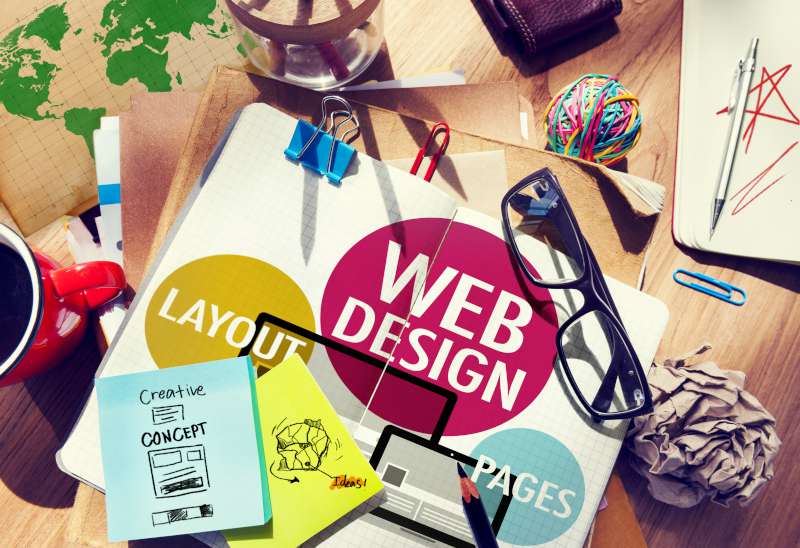 WEB
DESIGN
LAYOUT
PAGES
Creative
CONCEPT
Ideas!